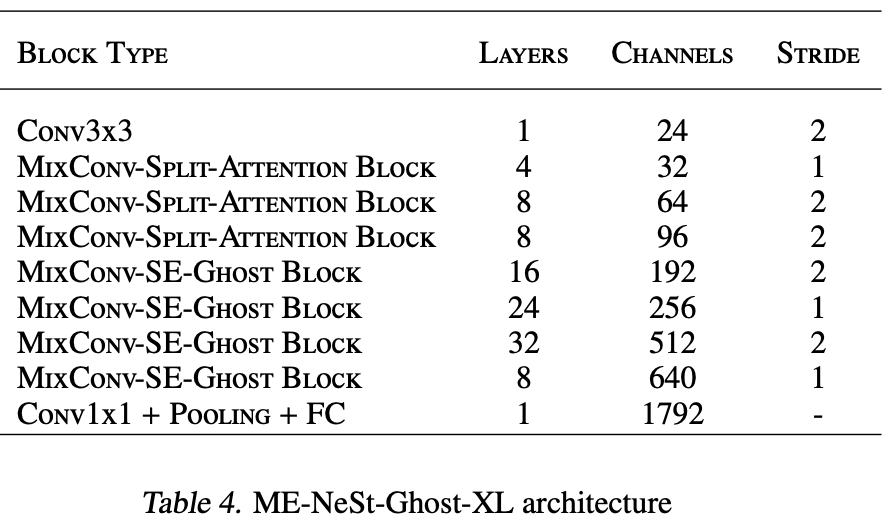 Block Type Layers Channels Stride
Conv3x3 1 24 2
MixConv-Split-Attention Block 4 32 1
MixConv-Split-Attention Block 8 64 2
MixConv-Split-Attention Block 8 96 2
MixConv-SE-Ghost Block 16 192 2
MixConv-SE-Ghost Block 24 256 1
MixConv-SE-Ghost Block 32 512 2
MixConv-SE-Ghost Block 8 640 1
Conv1x1 + Pooling + FC 1 1792 -
Table 4. ME-NeSt-Ghost-XL architecture